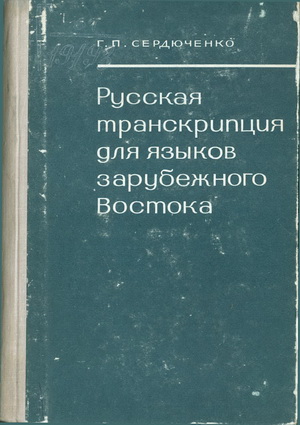 Г. П. СЕРДЮЧЕНКО
Русская
транскрипция
для языков
зарубежного
Востока